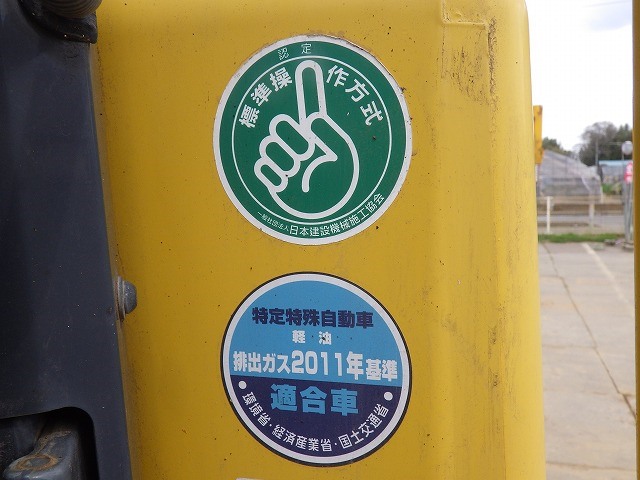 認定
標準操作方式
一般社団法人日本建設機械施工協会
特定特殊自動車
軽油
排出ガス2011年基準
適合車
環境省・経済産業省・国土交通省